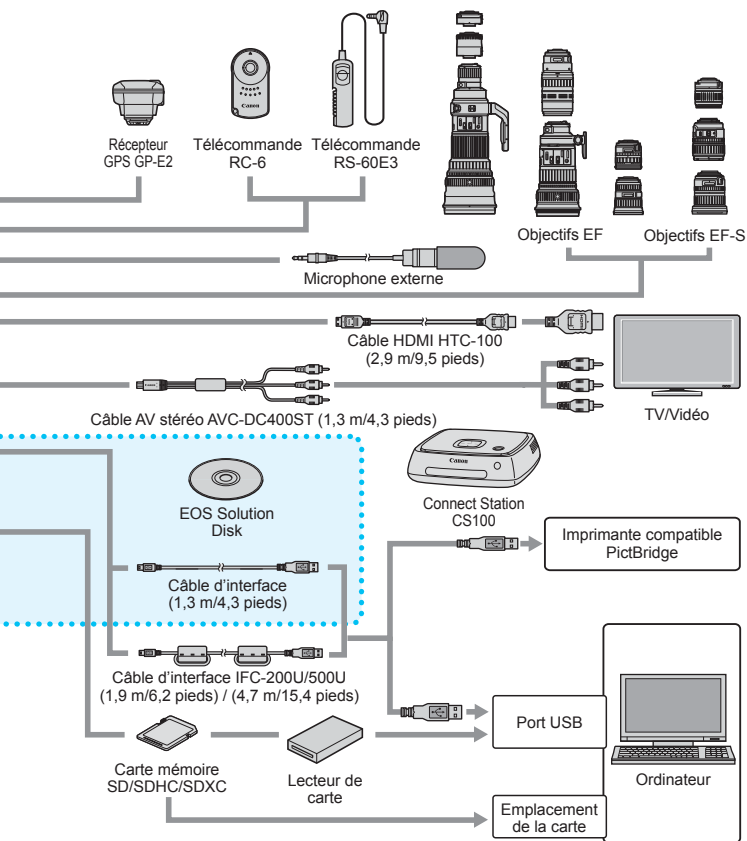 Canon
Récepteur
GPS GP-E2
Télécommande
RC-6
Télécommande
RS-60E3
Objectifs EF
Objectifs EF-S
Microphone externe
Câble HDMI HTC-100
(2,9 m/9,5 pieds)
TV/Vidéo
Câble AV stéréo AVC-DC400ST (1,3 m/4,3 pieds)
EOS Solution
Disk
Canon
Connect Station
CS100
Imprimante compatible
PictBridge
Câble d'interface
(1,3 m/4,3 pieds)
Câble d'interface IFC-200U/500U
(1,9 m/6,2 pieds) / (4,7 m/15,4 pieds)
Port USB
Ordinateur
Carte mémoire
SD/SDHC/SDXC
Lecteur de
carte
Emplacement
de la carte